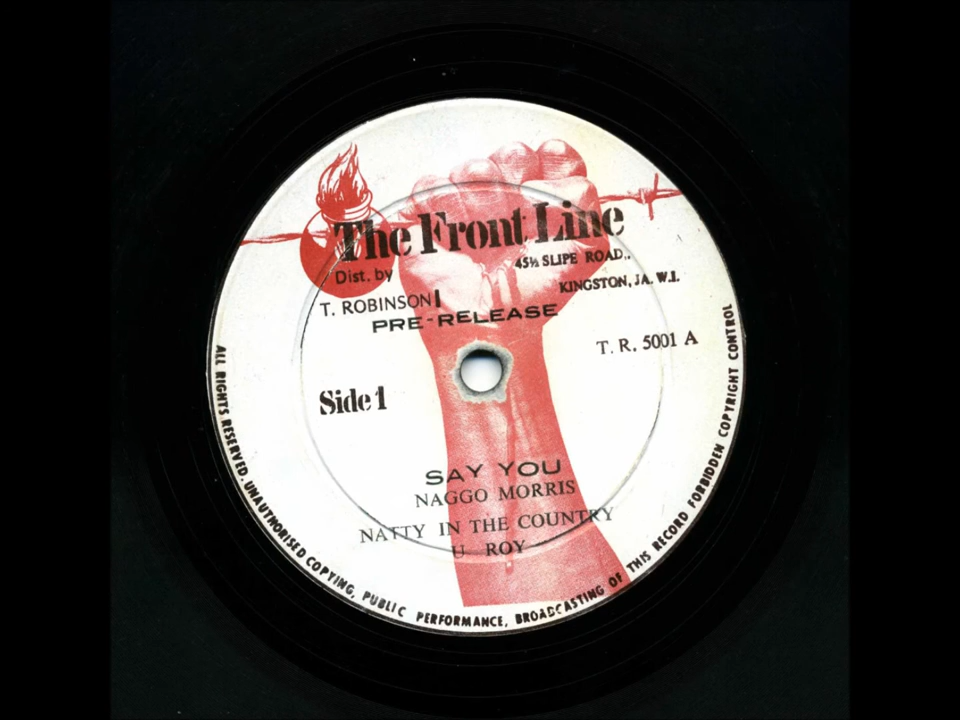 The Front Line
45½ SLIPE ROAD,.
Dist. by
KINGSTON, JA. W.I.
T. ROBINSON
PRE-RELEASE
T. R. 5001 A
Side 1
SAY YOU
NAGGO MORRIS
NATTY IN THE COUNTRY
U ROY
ALL RIGHTS RESERVED. UNAUTHORISED COPYING, PUBLIC PERFORMANCE, BROADCASTING OF THIS RECORD FORBIDDEN COPYRIGHT CONTROL